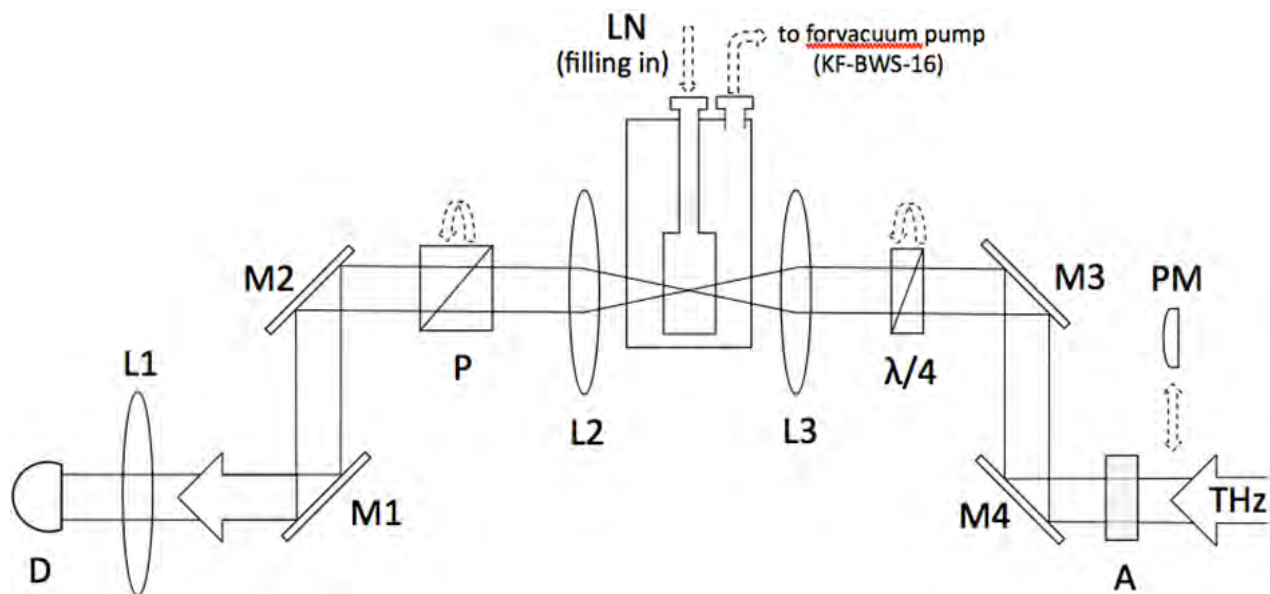 LN
(filling in)
to forvacuum pump
(KF-BWS-16)
M2
M3
PM
L1
P
λ/4
L2
L3
M1
M4
THz
D
A